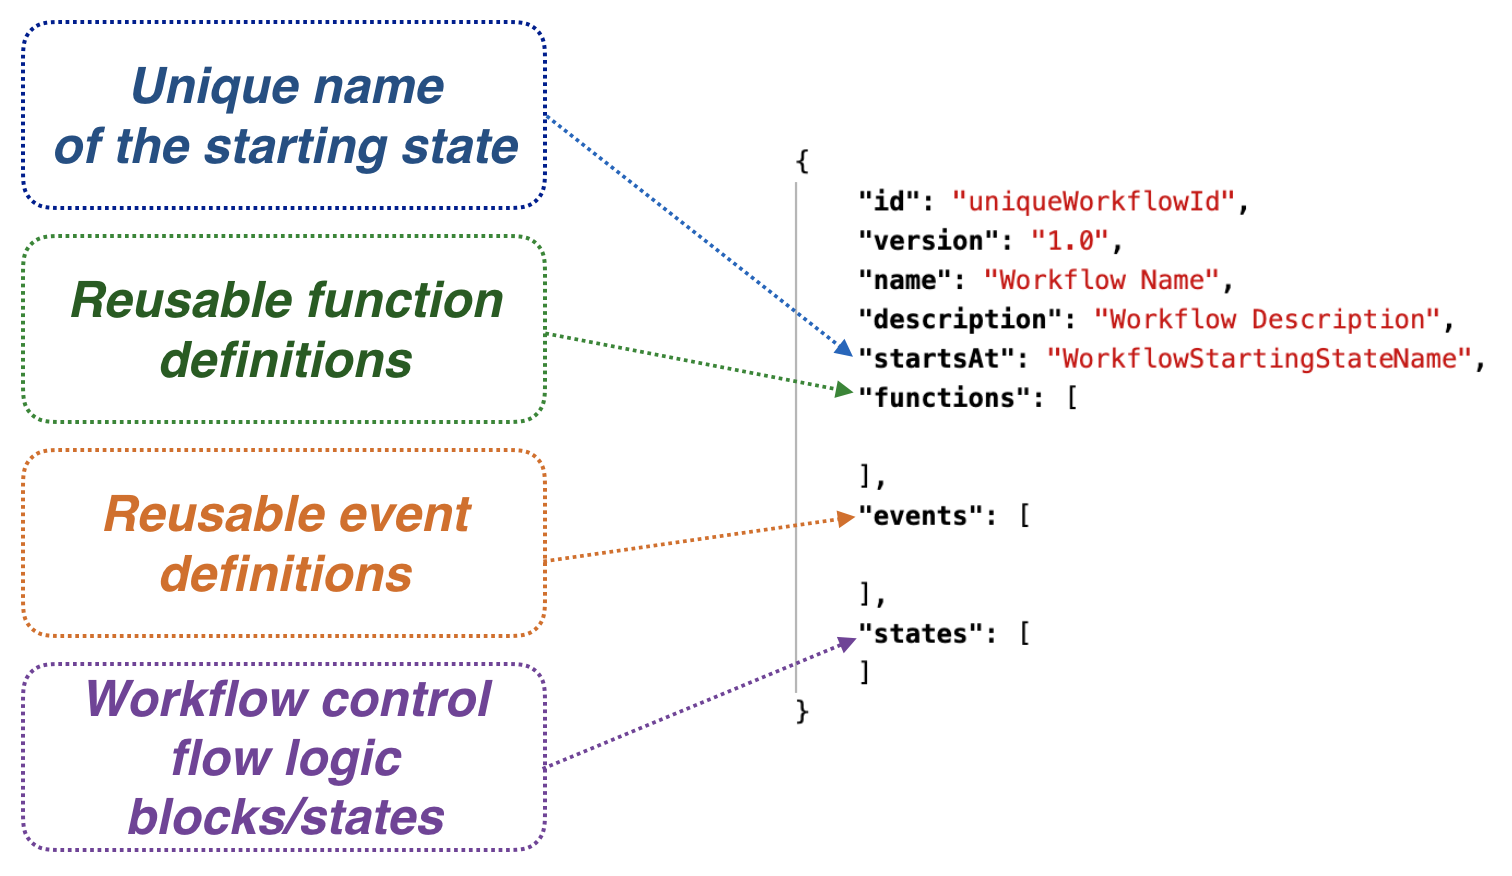 Unique name
of the starting state
Reusable function
definitions
Reusable event
definitions
Workflow control
flow logic
blocks/states
{
"id": "uniqueWorkflowId",
"version": "1.0",
"name": "Workflow Name",
"description": "Workflow Description",
"startsAt": "WorkflowStartingStateName",
"functions": [
],
"events": [
],
"states": [
]
}